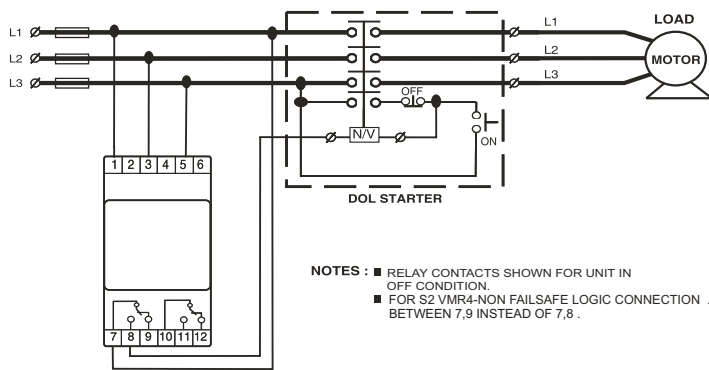 L1
L2
L3
L1
L2
L3
LOAD
MOTOR
OFF
N/V
ON
DOL STARTER
1 2 3 4 5 6
7 8 9 10 11 12
NOTES : ■ RELAY CONTACTS SHOWN FOR UNIT IN
OFF CONDITION.
■ FOR S2 VMR4-NON FAILSAFE LOGIC CONNECTION .
BETWEEN 7,9 INSTEAD OF 7,8 .